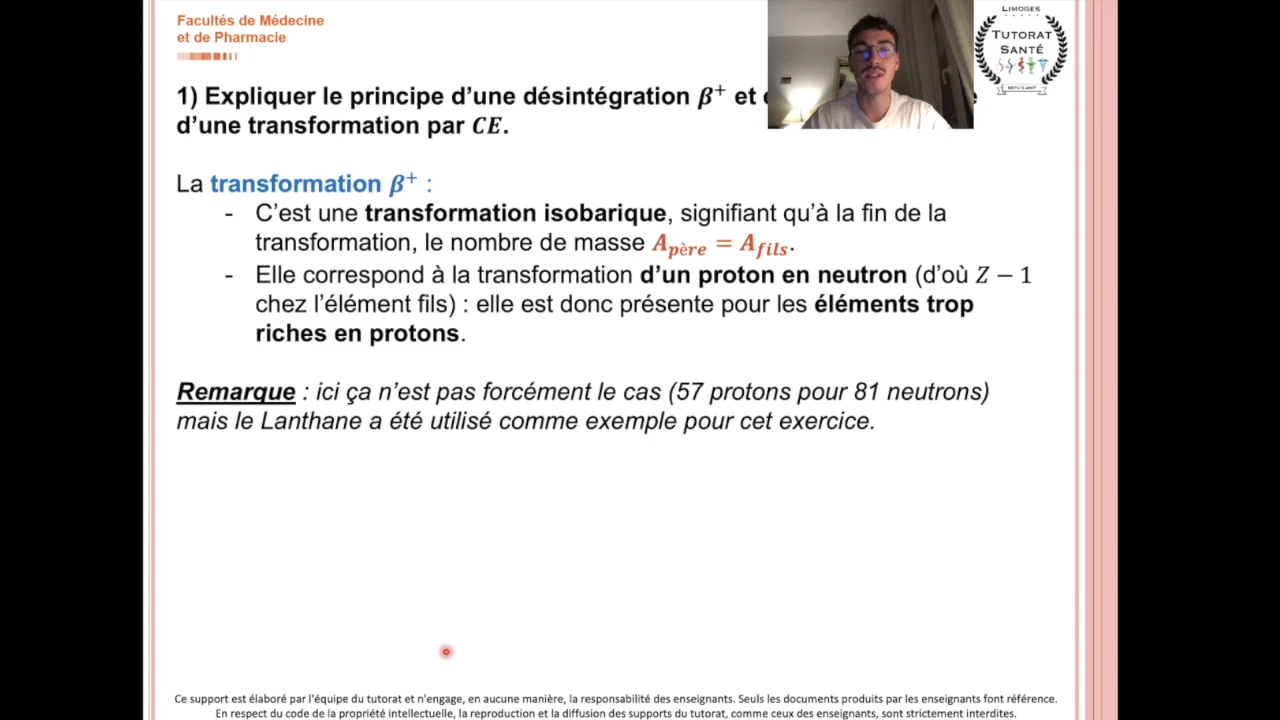 Facultés de Médecine
et de Pharmacie
LIMOGES
TUTORAT
SANTÉ
DEPUIS 2007
1) Expliquer le principe d’une désintégration β⁺ et
d’une transformation par CE.
La transformation β⁺ :
- C’est une transformation isobarique, signifiant qu’à la fin de la
transformation, le nombre de masse Apère = Afils.
- Elle correspond à la transformation d’un proton en neutron (d’où Z − 1
chez l’élément fils) : elle est donc présente pour les éléments trop
riches en protons.
Remarque : ici ça n’est pas forcément le cas (57 protons pour 81 neutrons)
mais le Lanthane a été utilisé comme exemple pour cet exercice.
Ce support est élaboré par l'équipe du tutorat et n'engage, en aucune manière, la responsabilité des enseignants. Seuls les documents produits par les enseignants font référence.
En respect du code de la propriété intellectuelle, la reproduction et la diffusion des supports du tutorat, comme ceux des enseignants, sont strictement interdites.